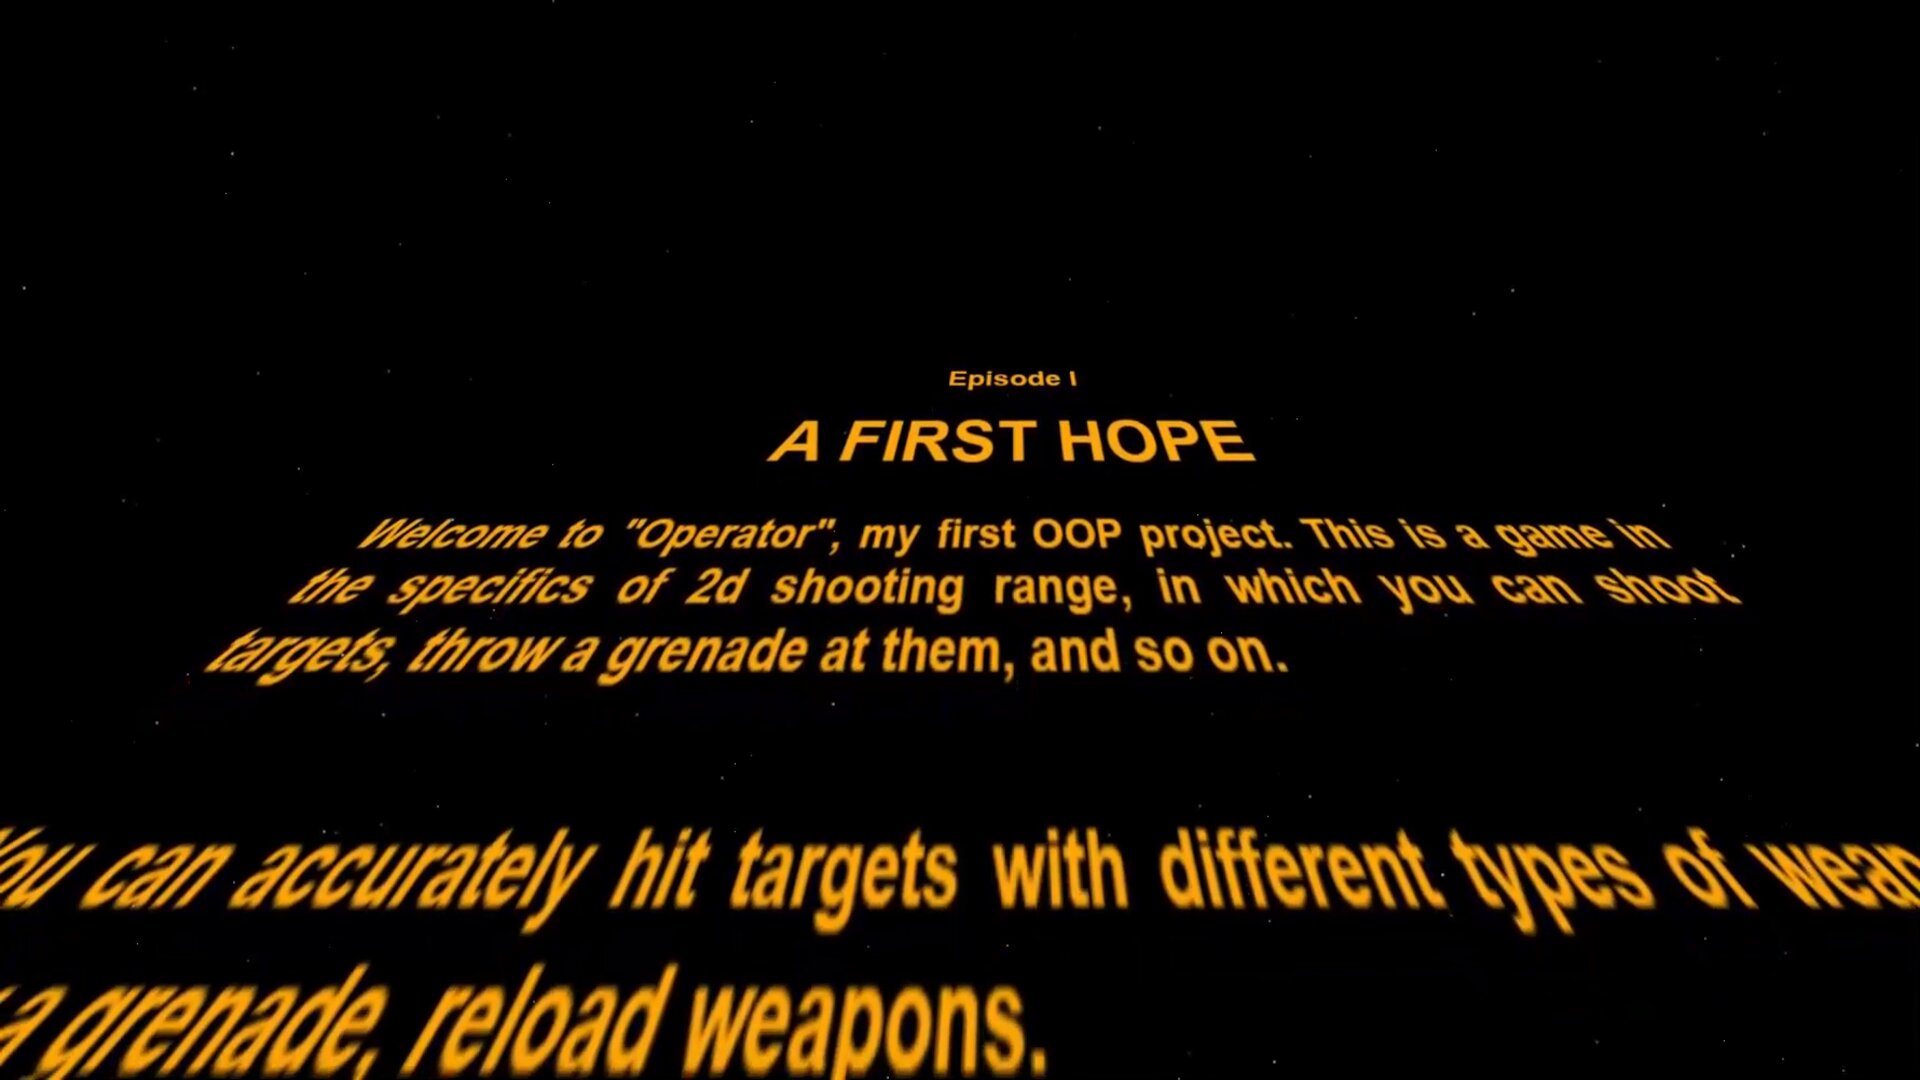 Episode I
A FIRST HOPE
Welcome to "Operator", my first OOP project. This is a game in
the specifics of 2d shooting range, in which you can shoot
targets, throw a grenade at them, and so on.
You can accurately hit targets with different types of
a grenade, reload weapons.